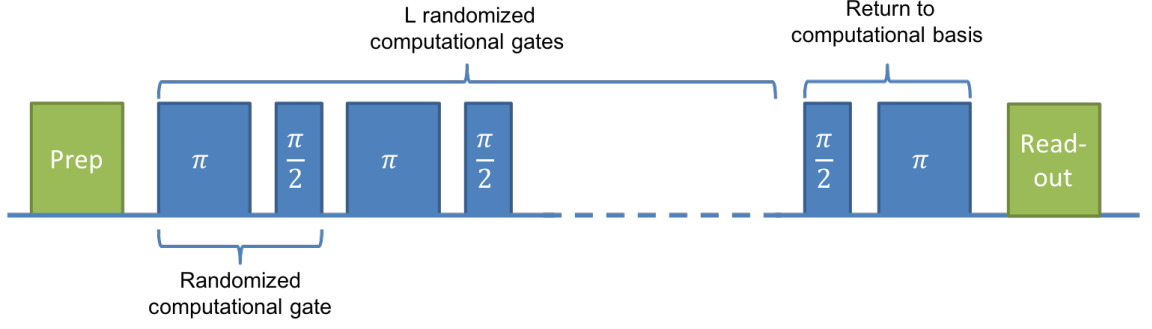 L randomized
computational gates
Return to
computational basis
Prep
π
π
2
π
π
2
π
2
π
Read-
out
Randomized
computational gate